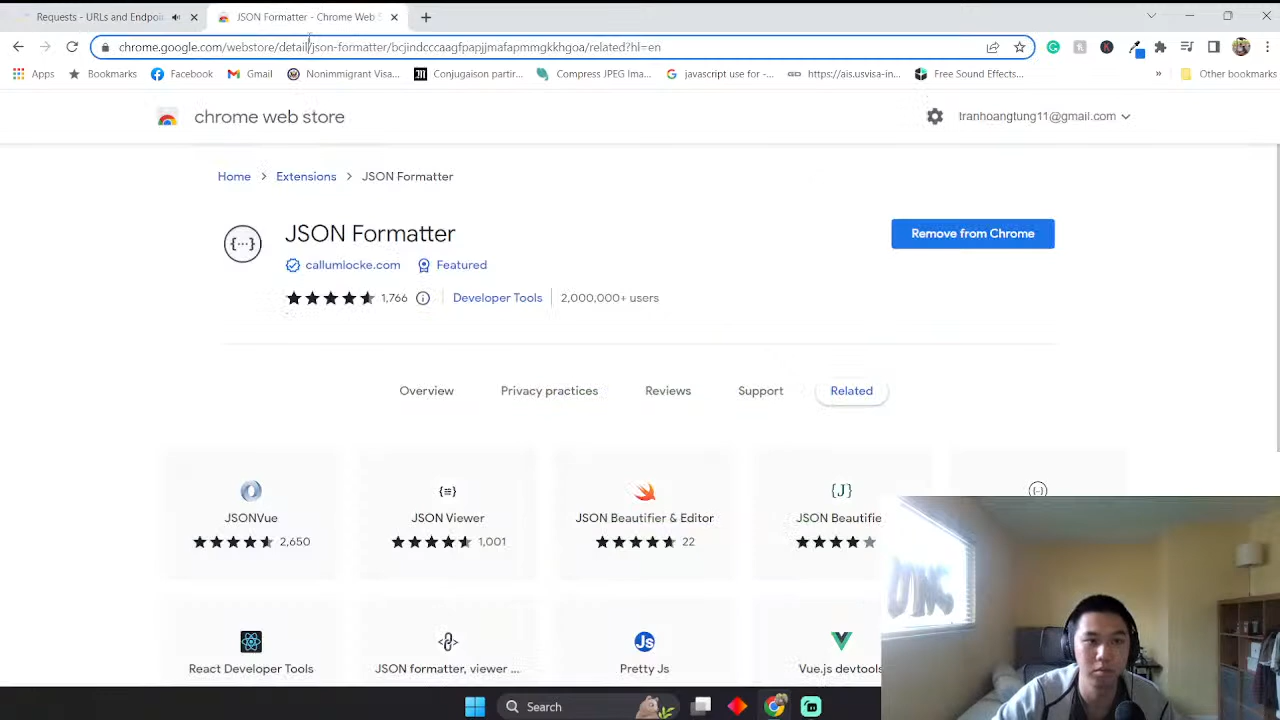 Requests - URLs and Endpoi
JSON Formatter - Chrome Web S
chrome.google.com/webstore/detail/json-formatter/bcjindcccaagfpapjjmafapmmgkkhgoa/related?hl=en
Apps
Bookmarks
Facebook
Gmail
Nonimmigrant Visa...
Conjugaison partir...
Compress JPEG Ima...
javascript use for -...
https://ais.usvisa-in...
Free Sound Effects...
»
Other bookmarks
chrome web store
tranhoangtung11@gmail.com
Home > Extensions > JSON Formatter
{···}
JSON Formatter
Remove from Chrome
callumlocke.com
Featured
1,766
Developer Tools
2,000,000+ users
Overview
Privacy practices
Reviews
Support
Related
JSONVue
JSON Viewer
JSON Beautifier & Editor
JSON Beautifie
2,650
1,001
22
React Developer Tools
JSON formatter, viewer ...
Pretty Js
Vue.js devtools
Search